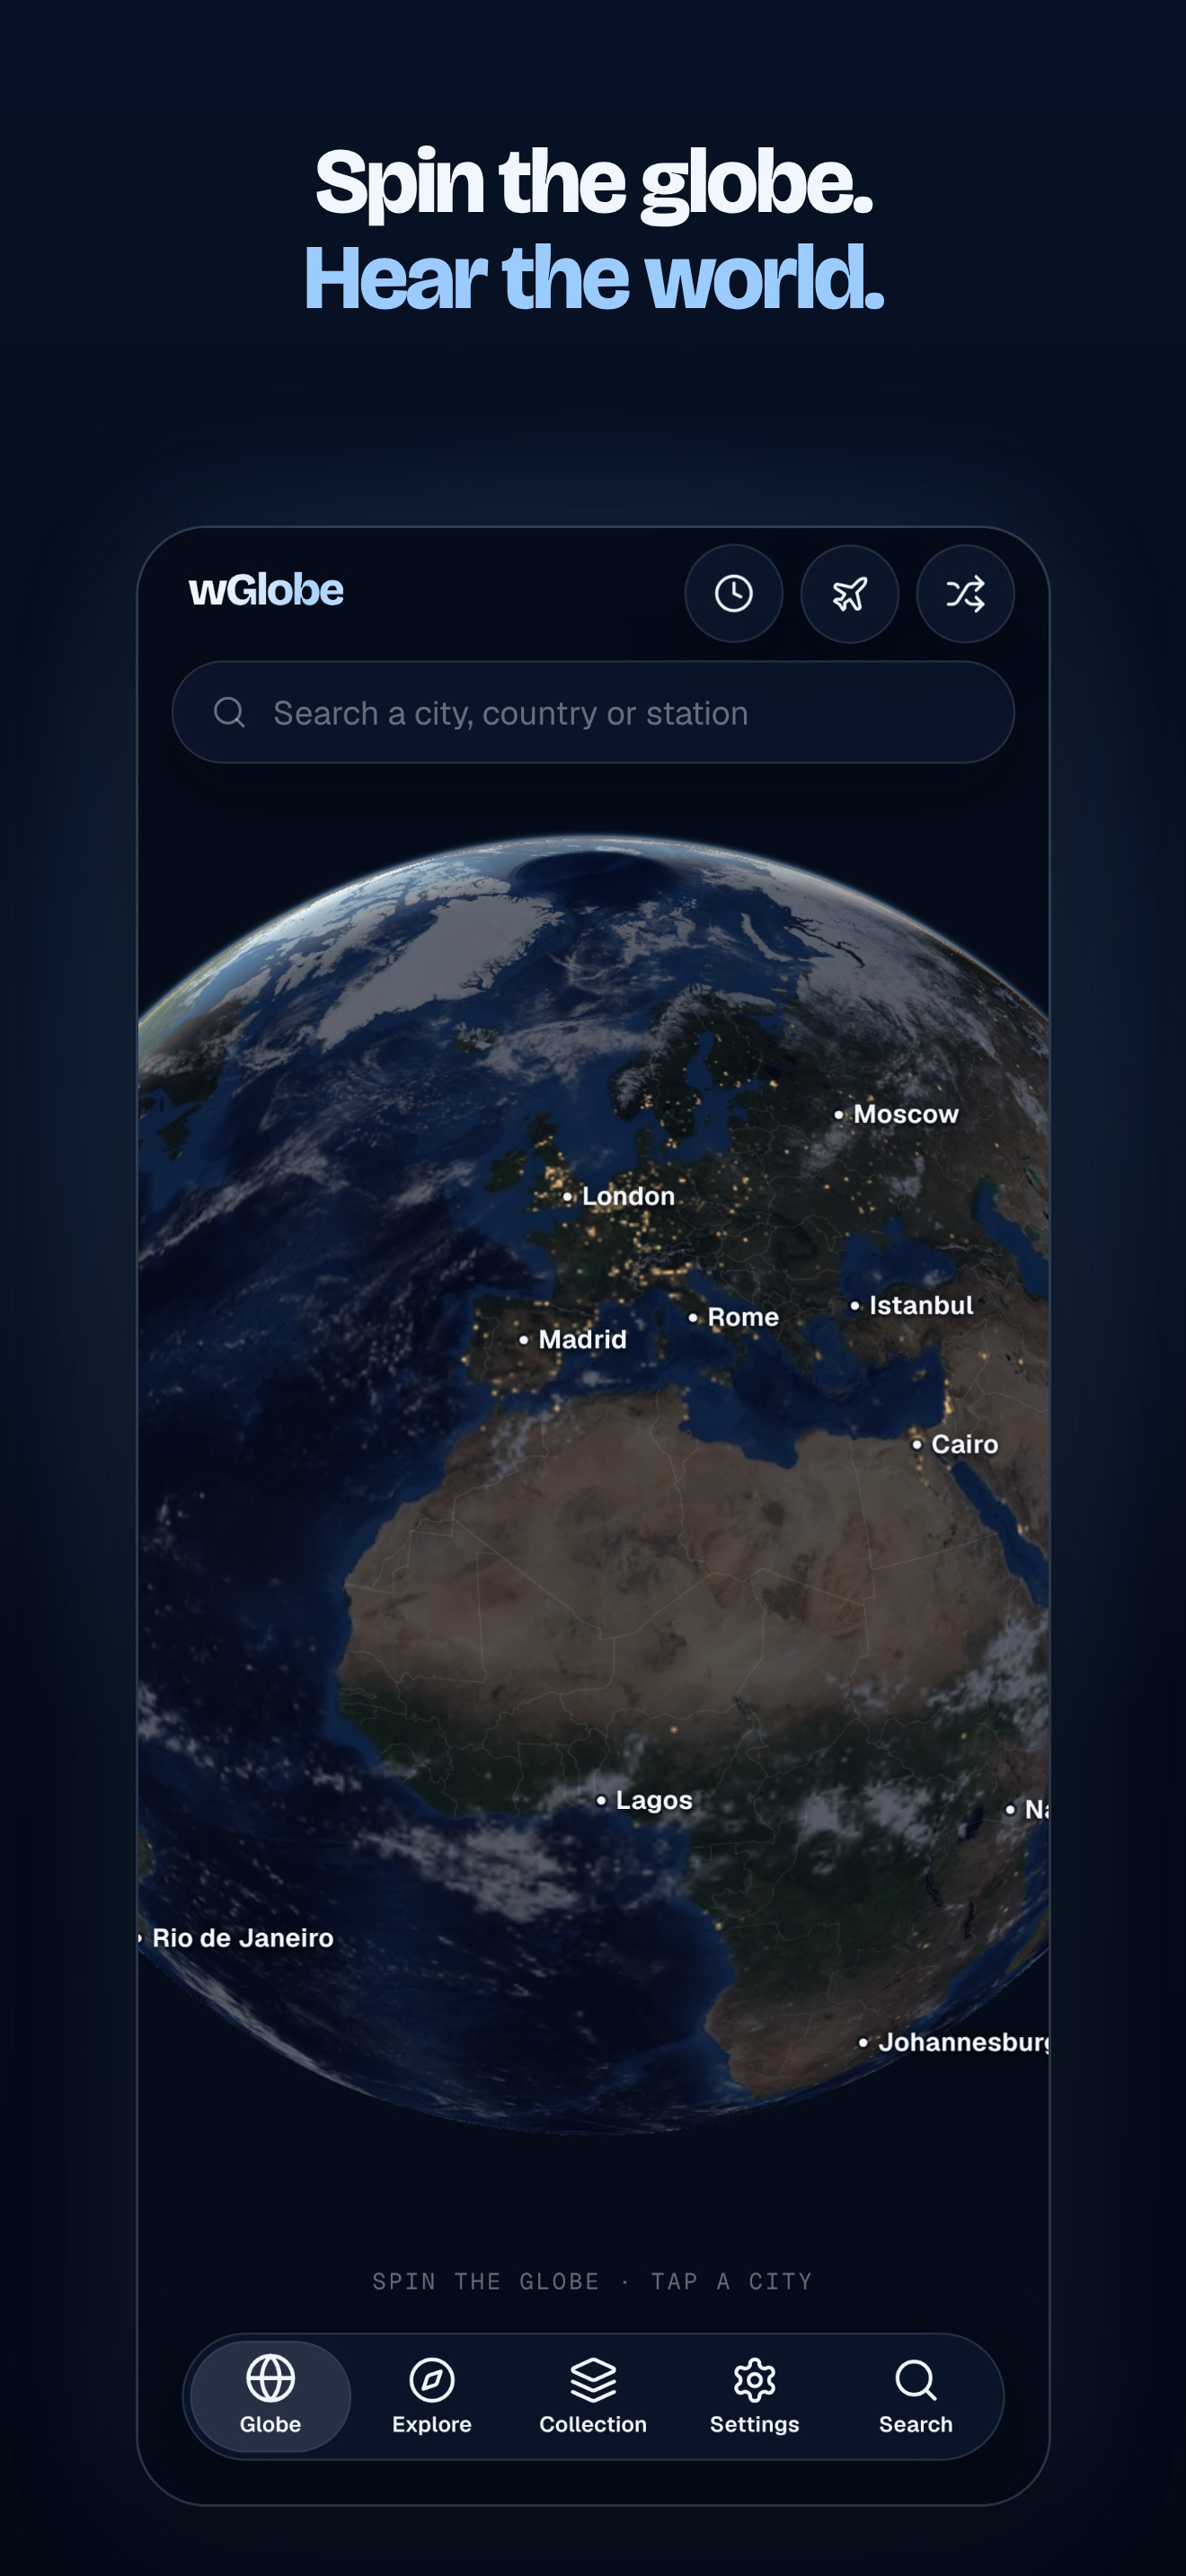 Spin the globe.
Hear the world.
wGlobe
Search a city, country or station
Moscow
London
Istanbul
Rome
Madrid
Cairo
Lagos
Rio de Janeiro
SPIN THE GLOBE · TAP A CITY
Globe
Explore
Collection
Settings
Search